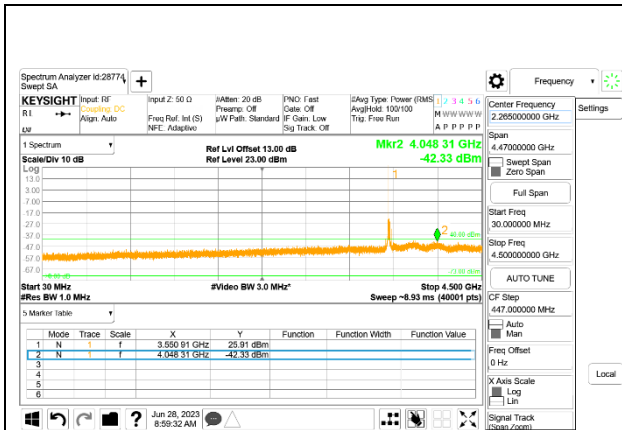 Spectrum Analyzer Id:28774
Swept SA
Frequency
KEYSIGHT
Input: RF
Input Z: 50 Ω
#Atten: 20 dB
PNO: Fast
#Avg Type: Power (RMS
1 2 3 4 5 6
Coupling: DC
Preamp: Off
Gate: Off
Avg|Hold: 100/100
M W W W W W
Align: Auto
Freq Ref: Int (S)
µW Path: Standard
IF Gain: Low
Trig: Free Run
NFE: Adaptive
Sig Track: Off
A P P P P P
Center Frequency
2.265000000 GHz
Settings
Span
4.47000000 GHz
Swept Span
Zero Span
Full Span
Start Freq
30.000000 MHz
Stop Freq
4.500000000 GHz
AUTO TUNE
CF Step
447.000000 MHz
Auto
Man
Freq Offset
0 Hz
X Axis Scale
Log
Lin
Signal Track
(Span Zoom)
Local
1 Spectrum
Ref Lvl Offset 13.00 dB
Mkr2 4.048 31 GHz
Scale/Div 10 dB
Ref Level 23.00 dBm
-42.33 dBm
Log
13.0
3.00
-7.00
-17.0
-27.0
-37.0
-47.0
-57.0
-67.0
1
2
Start 30 MHz
#Video BW 3.0 MHz*
Stop 4.500 GHz
#Res BW 1.0 MHz
Sweep ~8.93 ms (40001 pts)
5 Marker Table
Mode Trace Scale X Y Function Function Width Function Value
1 N 1 f 3.550 91 GHz 25.91 dBm
2 N 1 f 4.048 31 GHz -42.33 dBm
3
4
5
6
?
Jun 28, 2023
8:59:32 AM